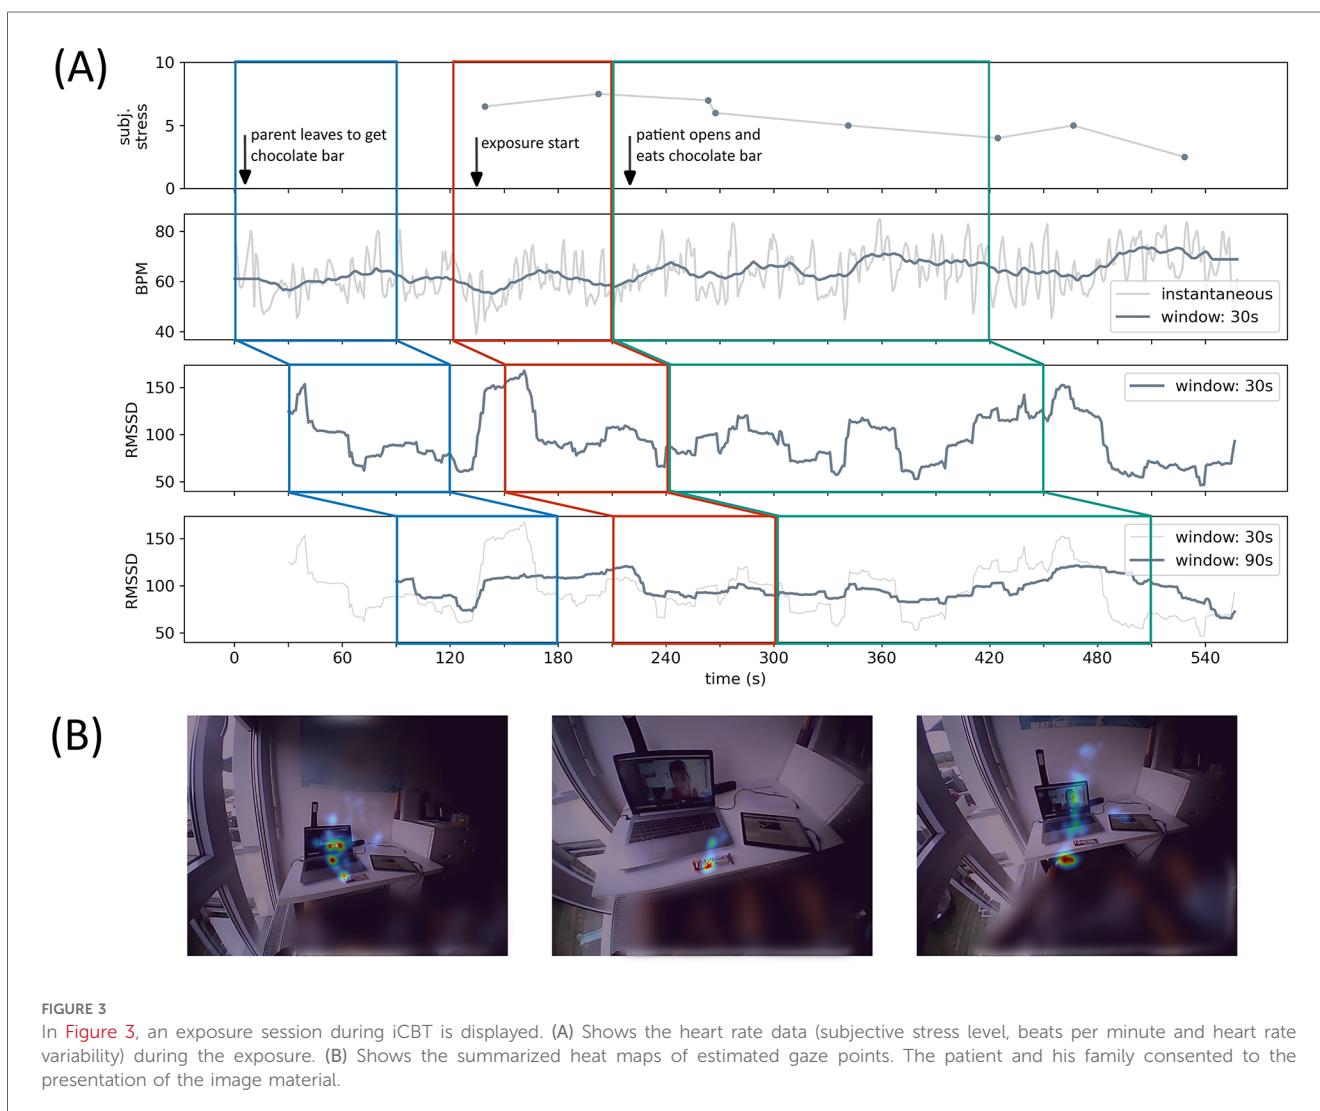 (A)
10
5
0
subj.
stress
parent leaves to get
chocolate bar
exposure start
patient opens and
eats chocolate bar
80
60
40
BPM
instantaneous
window: 30s
150
100
50
RMSSD
window: 30s
150
100
50
RMSSD
window: 30s
window: 90s
0 60 120 180 240 300 360 420 480 540
time (s)
(B)
FIGURE 3
In Figure 3, an exposure session during iCBT is displayed. (A) Shows the heart rate data (subjective stress level, beats per minute and heart rate
variability) during the exposure. (B) Shows the summarized heat maps of estimated gaze points. The patient and his family consented to the
presentation of the image material.